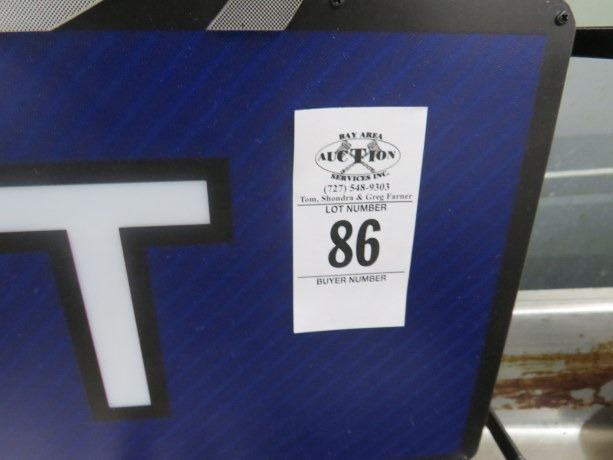 T
BAY AREA
AUCTION
SERVICES INC.
(727) 548-9303
Tom, Shondra & Greg Farner
LOT NUMBER
86
BUYER NUMBER